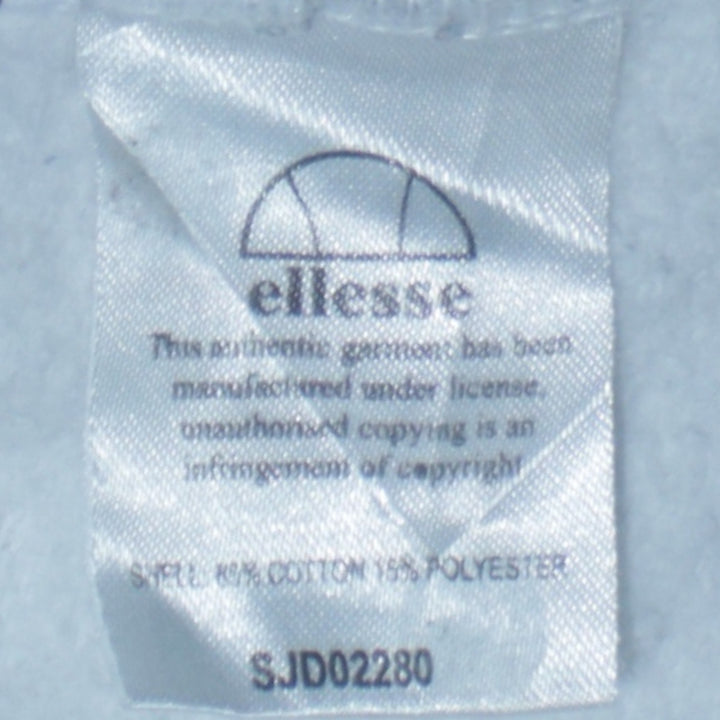 ellesse
This authentic garment has been
manufactured under license,
unauthorised copying is an
infringement of copyright
SHELL: 85% COTTON 15% POLYESTER
SJD02280